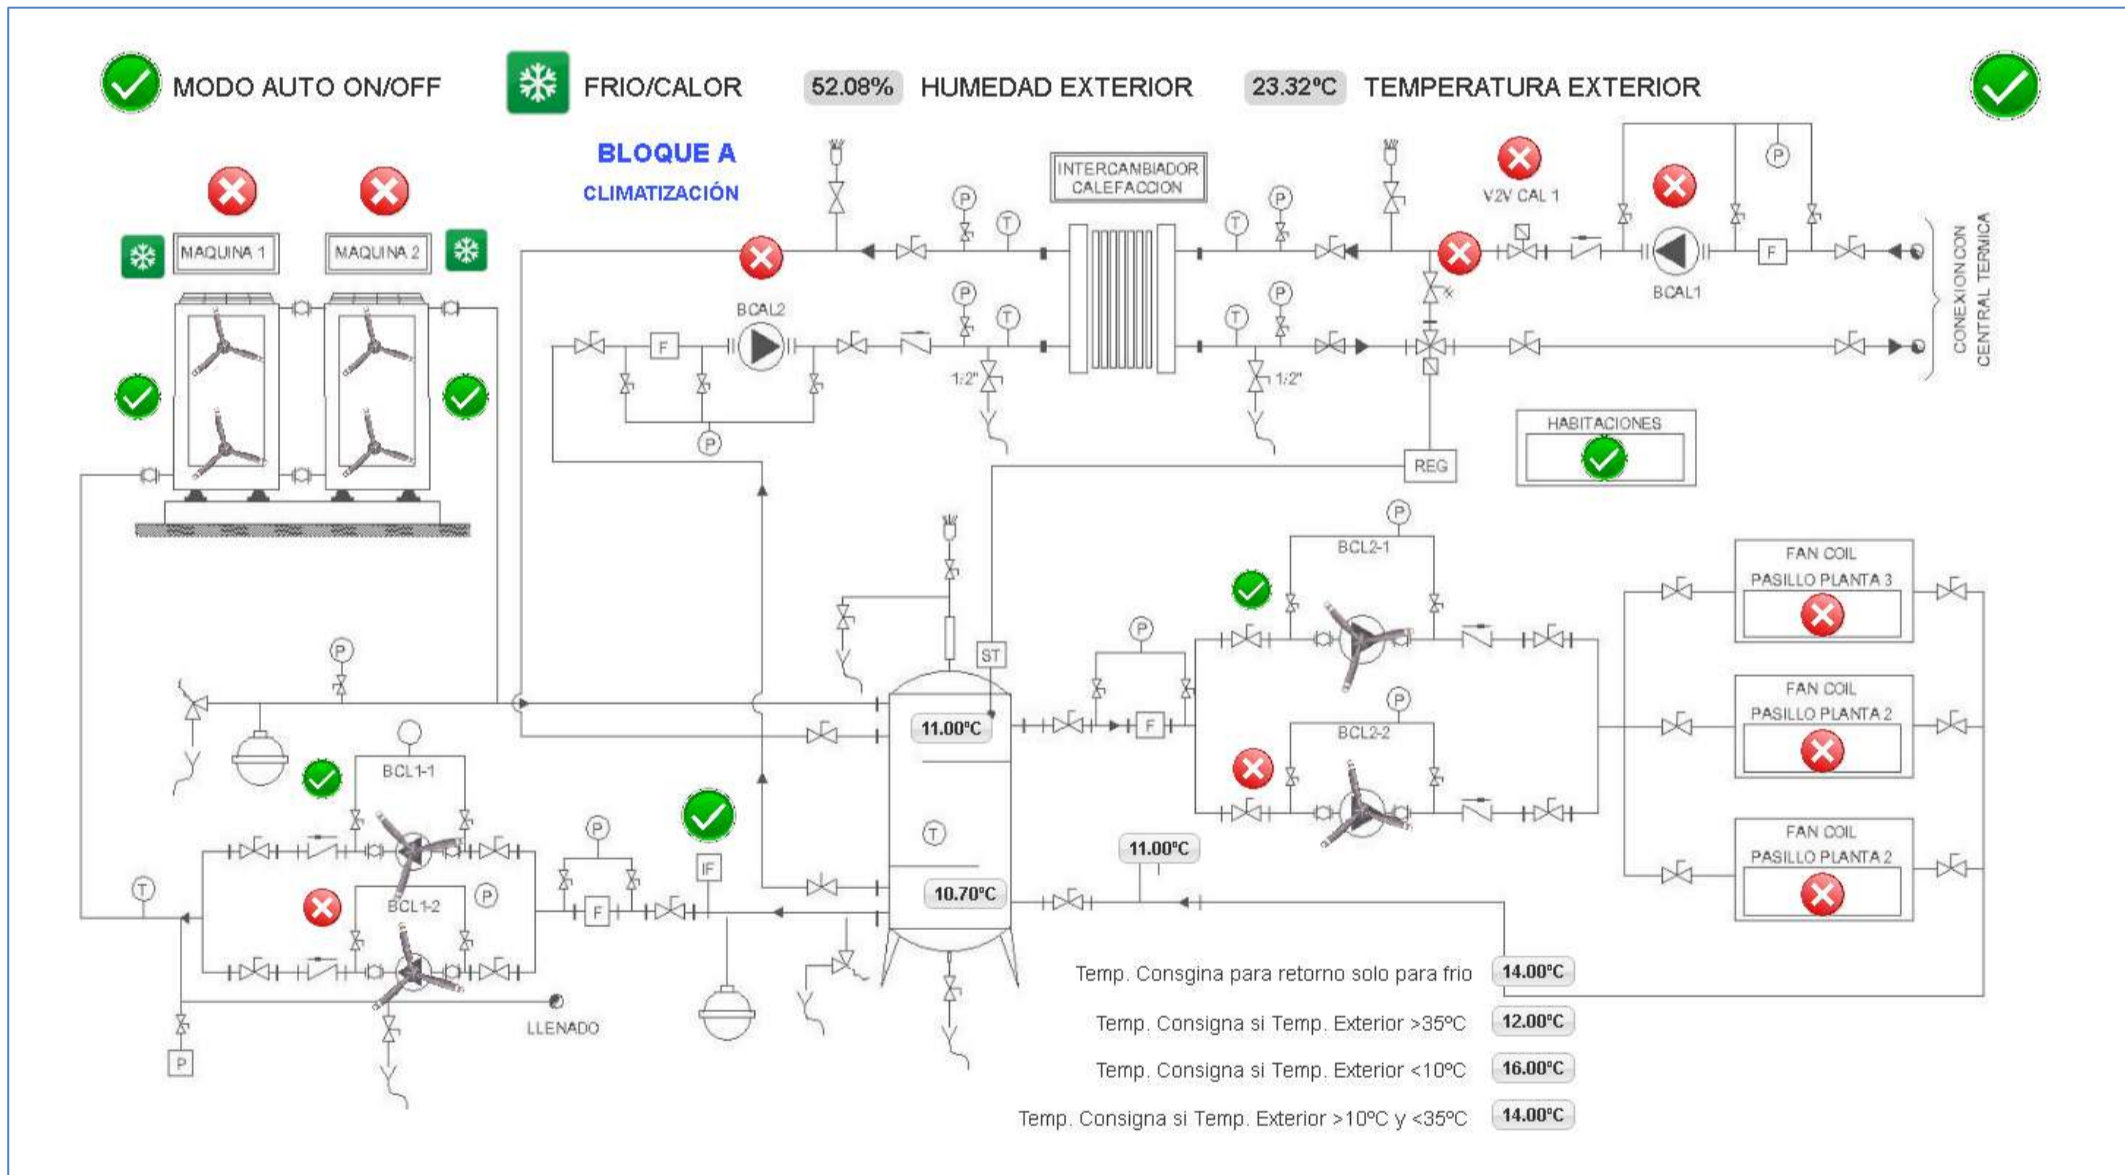 MODO AUTO ON/OFF
FRIO/CALOR
52.08% HUMEDAD EXTERIOR
23.32ºC TEMPERATURA EXTERIOR
BLOQUE A
CLIMATIZACIÓN
INTERCAMBIADOR
CALEFACCION
V2V CAL 1
P
P
P
T
T
MAQUINA 1
MAQUINA 2
BCAL2
F
BCAL1
F
P
P
T
T
1/2"
1/2"
P
CONEXION CON
CENTRAL TERMICA
HABITACIONES
REG
P
BCL2-1
FAN COIL
PASILLO PLANTA 3
P
P
ST
FAN COIL
PASILLO PLANTA 2
P
BCL2-2
F
11.00ºC
BCL1-1
P
T
IF
11.00ºC
FAN COIL
PASILLO PLANTA 2
T
BCL1-2
P
F
10.70ºC
Temp. Consgina para retorno solo para frio 14.00ºC
LLENADO
Temp. Consigna si Temp. Exterior >35ºC 12.00ºC
P
Temp. Consigna si Temp. Exterior <10ºC 16.00ºC
Temp. Consigna si Temp. Exterior >10ºC y <35ºC 14.00ºC